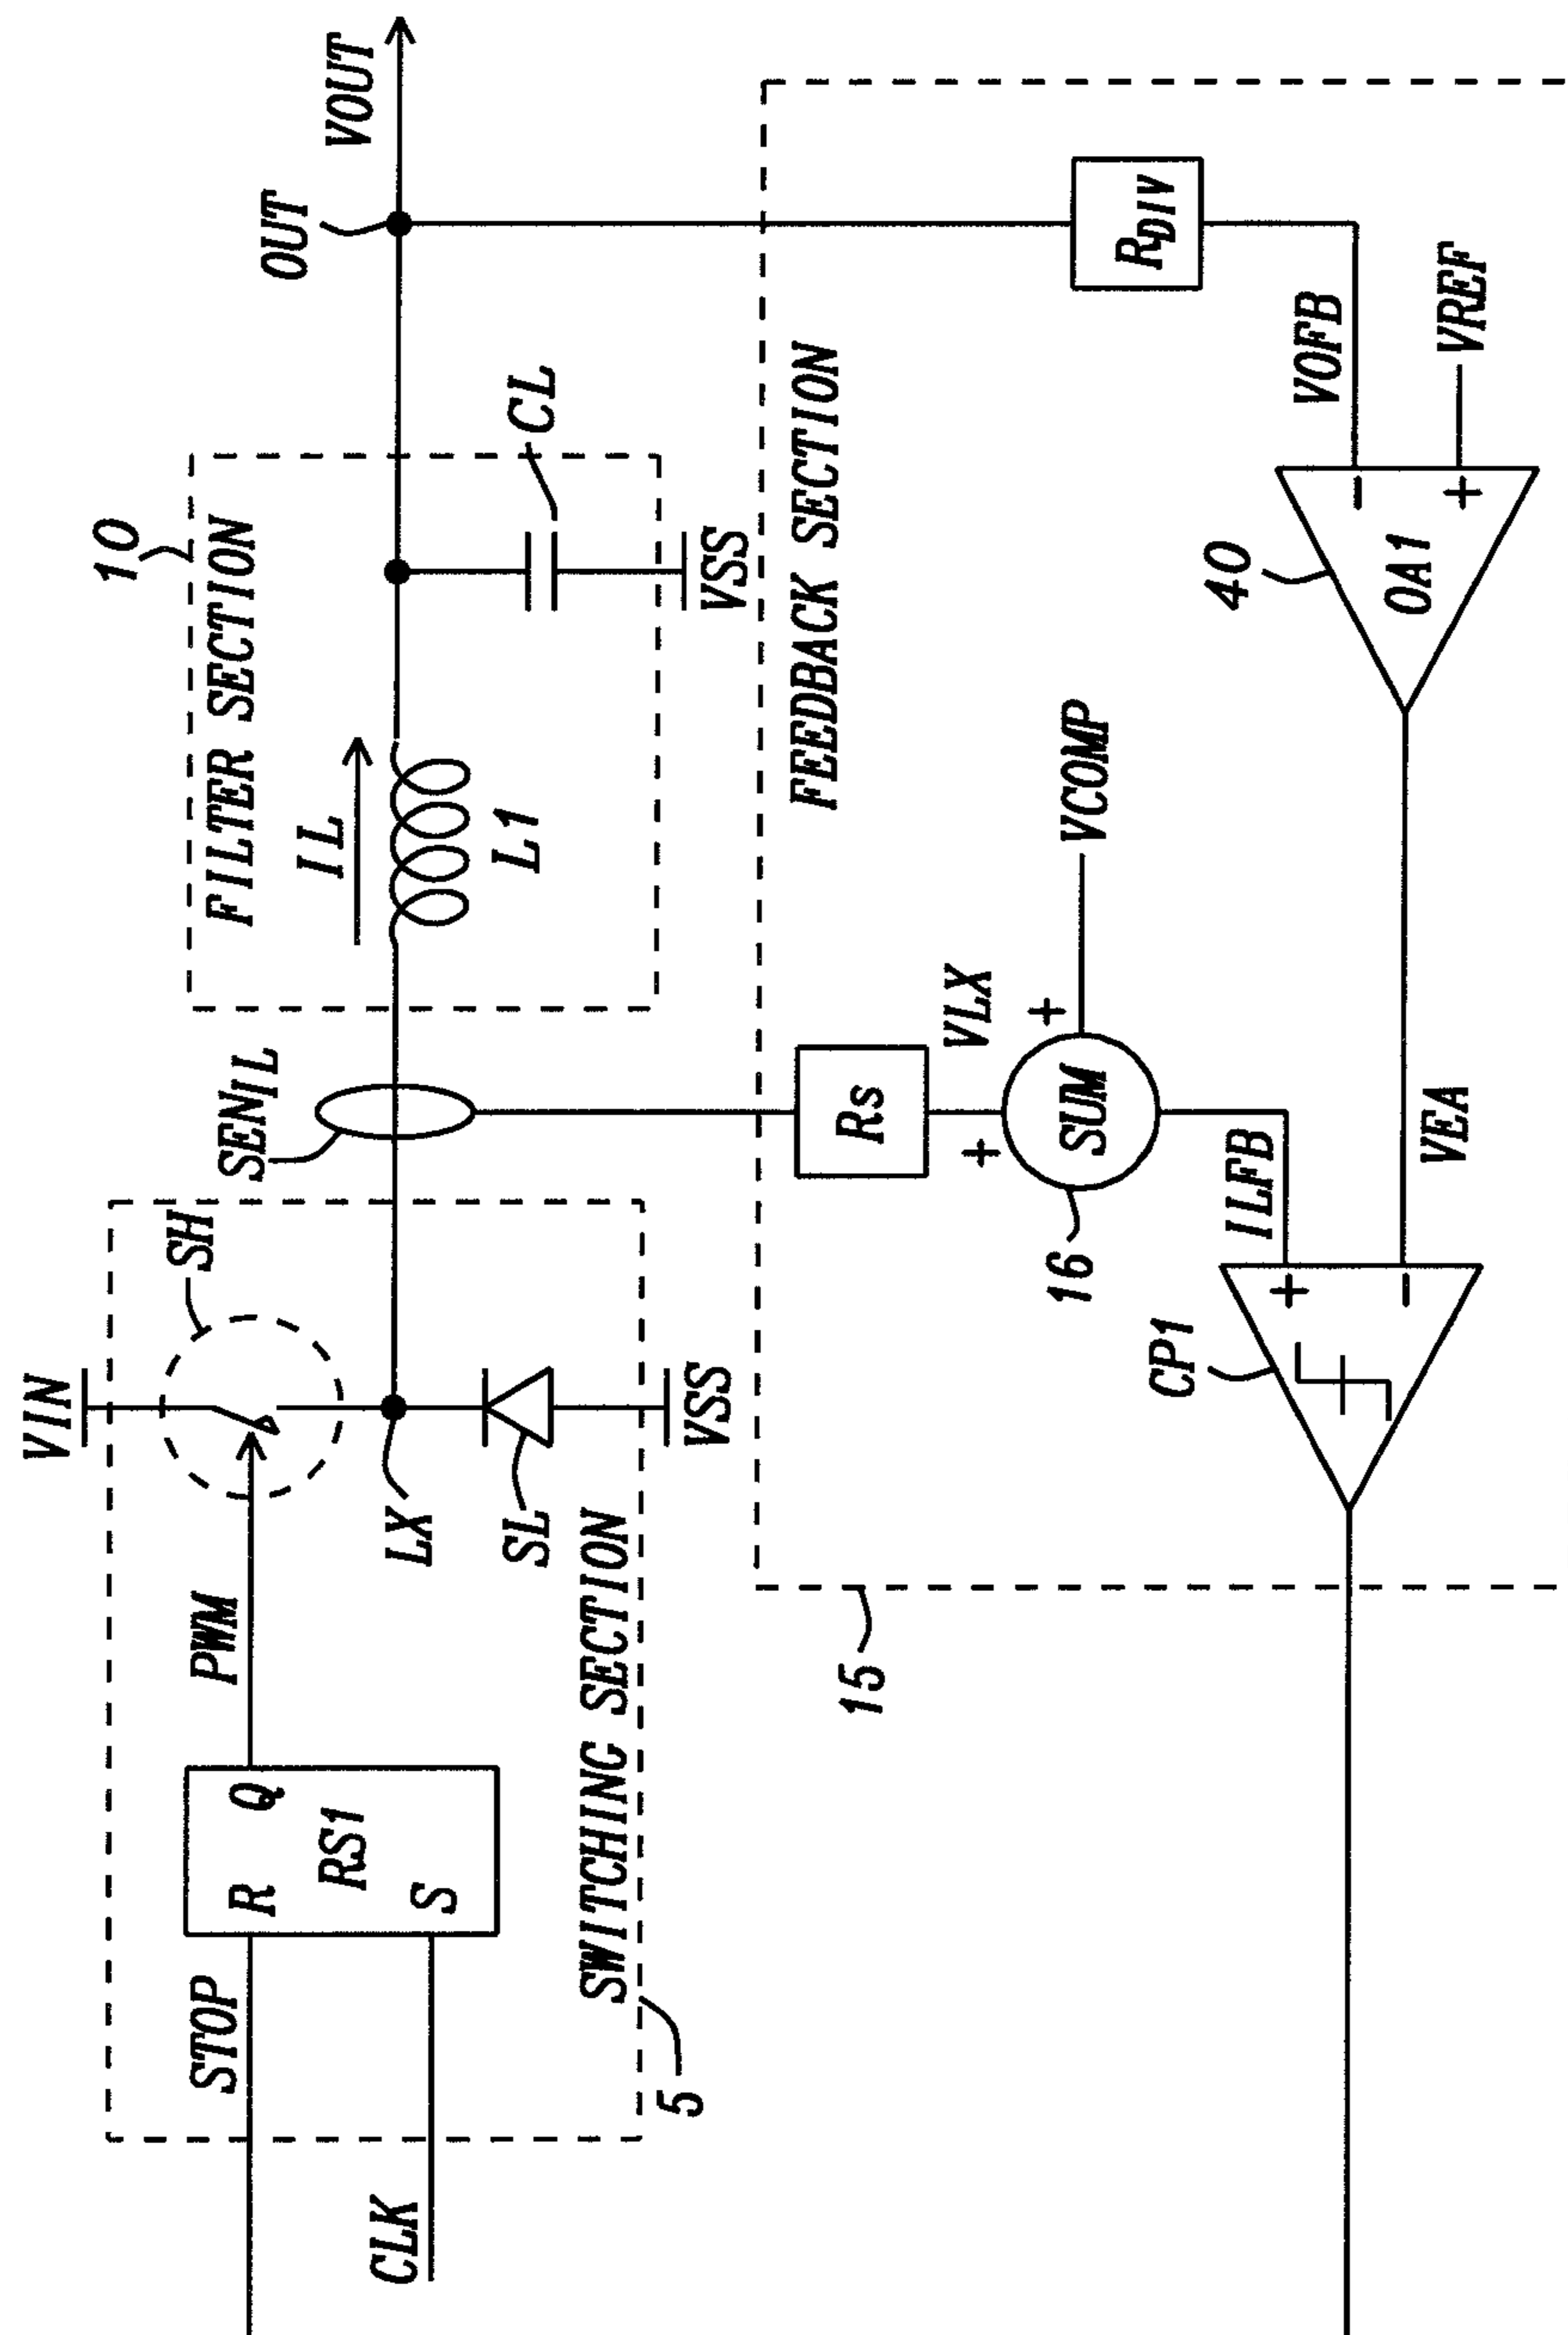 VIN
SH
PWM
STOP
R
Q
RS1
S
CLK
LX
SL
VSS
SWITCHING SECTION
5
SENIL
10
FILTER SECTION
IL
L1
CL
VSS
OUT
VOUT
FEEDBACK SECTION
15
Rs
VLX
+
+
SUM
VCOMP
16
ILFB
RDIV
VOFB
VREF
40
-
+
OA1
VEA
CP1
+
-